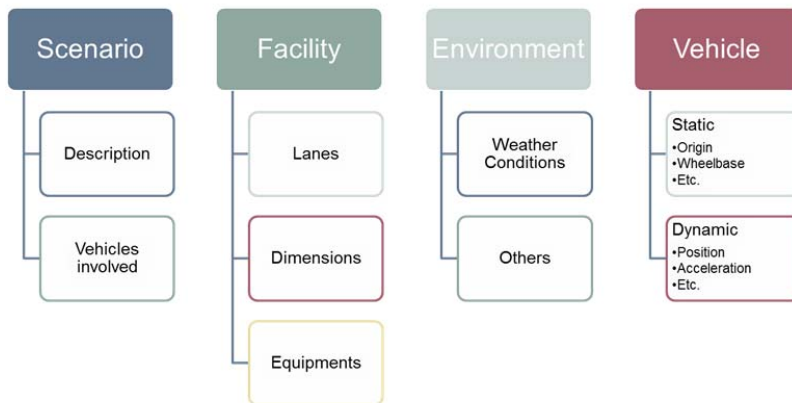 Scenario
Description
Vehicles
involved
Facility
Lanes
Dimensions
Equipments
Environment
Weather
Conditions
Others
Vehicle
Static
•Origin
•Wheelbase
•Etc.
Dynamic
•Position
•Acceleration
•Etc.